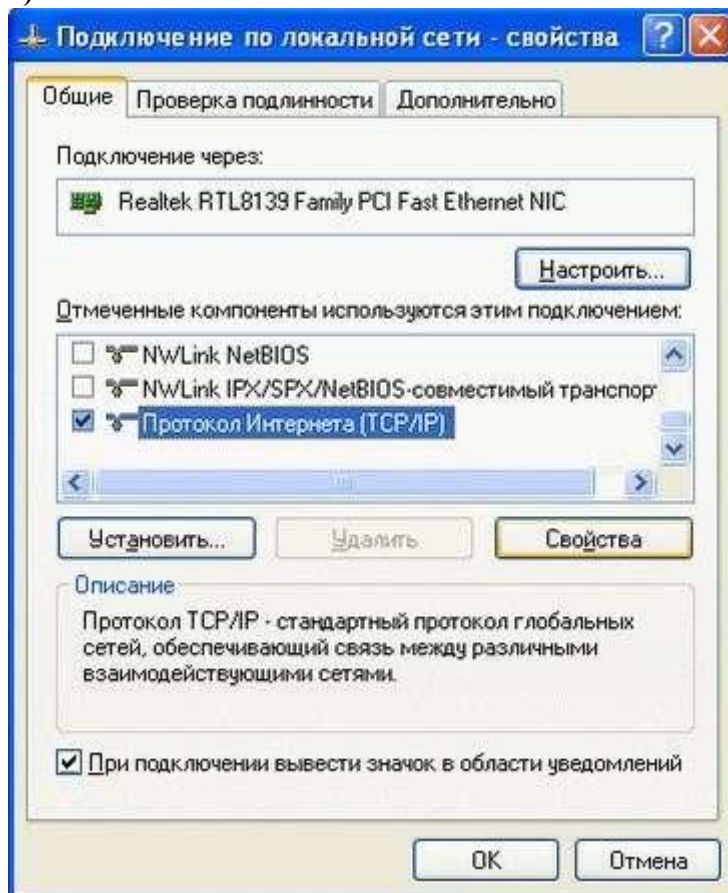 Подключение по локальной сети - свойства
Общие Проверка подлинности Дополнительно
Подключение через:
Realtek RTL8139 Family PCI Fast Ethernet NIC
Настроить...
Отмеченные компоненты используются этим подключением:
NWLink NetBIOS
NWLink IPX/SPX/NetBIOS-совместимый транспорт
Протокол Интернета (TCP/IP)
Установить... Удалить Свойства
Описание
Протокол TCP/IP - стандартный протокол глобальных
сетей, обеспечивающий связь между различными
взаимодействующими сетями.
При подключении вывести значок в области уведомлений
OK Отмена